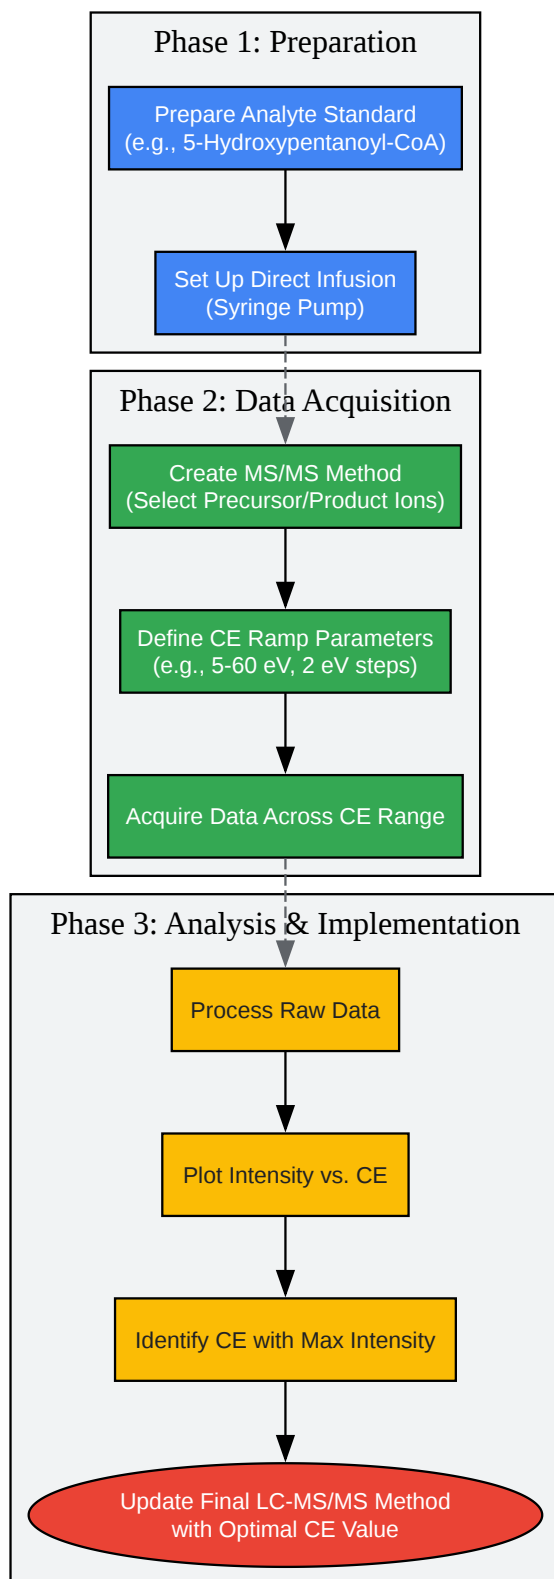 Phase 1: Preparation
Prepare Analyte Standard
(e.g., 5-Hydroxypentanoyl-CoA)
Set Up Direct Infusion
(Syringe Pump)
Phase 2: Data Acquisition
Create MS/MS Method
(Select Precursor/Product Ions)
Define CE Ramp Parameters
(e.g., 5-60 eV, 2 eV steps)
Acquire Data Across CE Range
Phase 3: Analysis & Implementation
Process Raw Data
Plot Intensity vs. CE
Identify CE with Max Intensity
Update Final LC-MS/MS Method
with Optimal CE Value